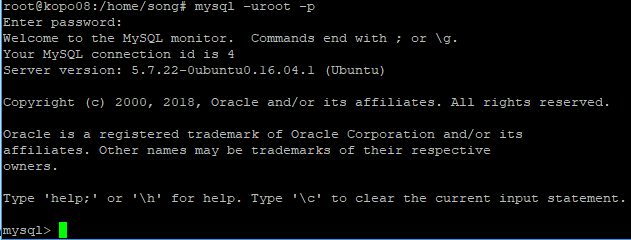 root@kopo08:/home/song# mysql -uroot -p
Enter password:
Welcome to the MySQL monitor.  Commands end with ; or \g.
Your MySQL connection id is 4
Server version: 5.7.22-0ubuntu0.16.04.1 (Ubuntu)

Copyright (c) 2000, 2018, Oracle and/or its affiliates. All rights reserved.

Oracle is a registered trademark of Oracle Corporation and/or its
affiliates. Other names may be trademarks of their respective
owners.

Type 'help;' or '\h' for help. Type '\c' to clear the current input statement.

mysql>